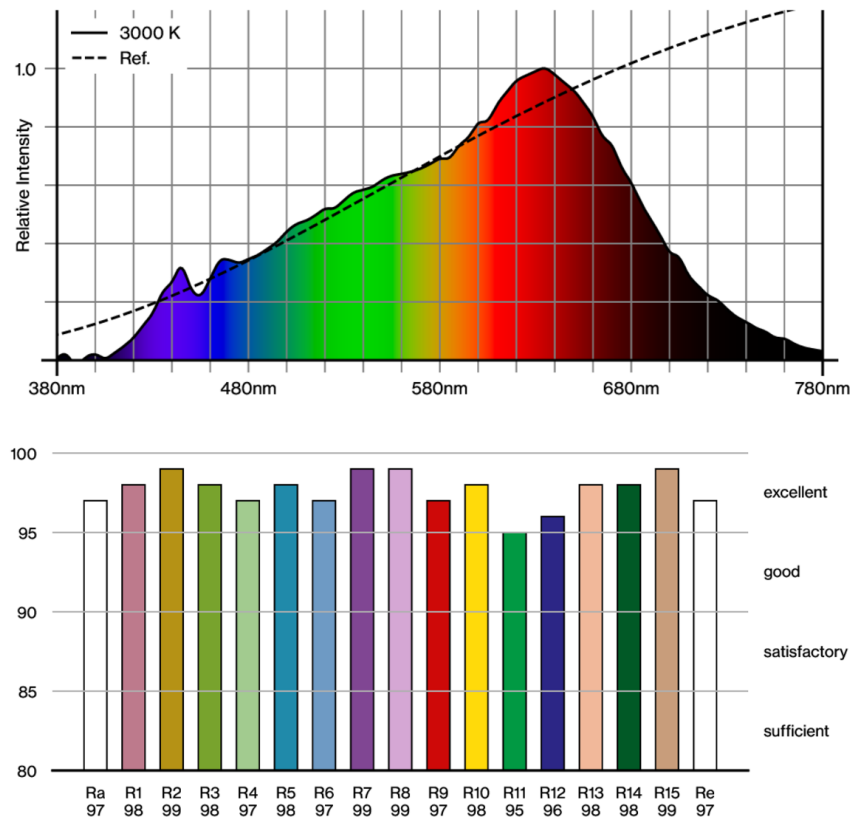 3000 K
Ref.
1.0
Relative Intensity
380nm 480nm 580nm 680nm 780nm
100
excellent
95
good
90
satisfactory
85
sufficient
80
Ra R1 R2 R3 R4 R5 R6 R7 R8 R9 R10 R11 R12 R13 R14 R15 Re
97 98 99 98 97 98 97 99 99 97 98 95 96 98 98 99 97